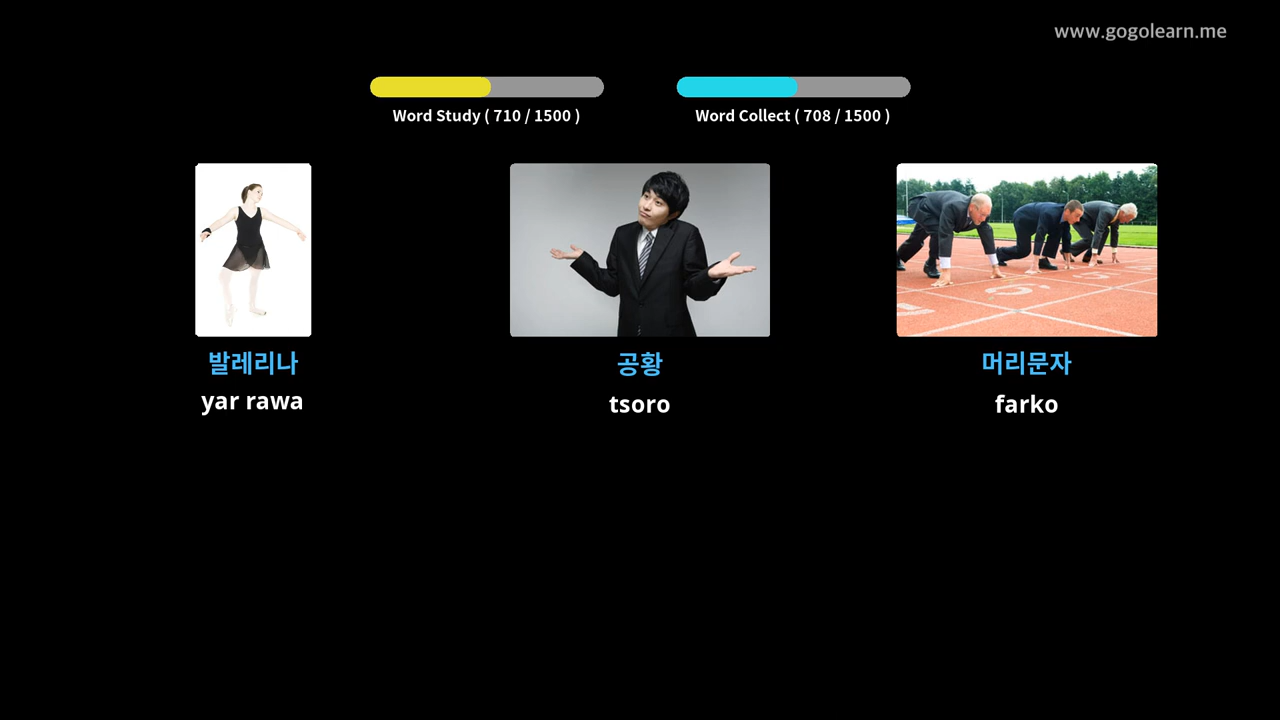 www.gogolearn.me
Word Study ( 710 / 1500 )
Word Collect ( 708 / 1500 )
발레리나
yar rawa
공황
tsoro
머리문자
farko